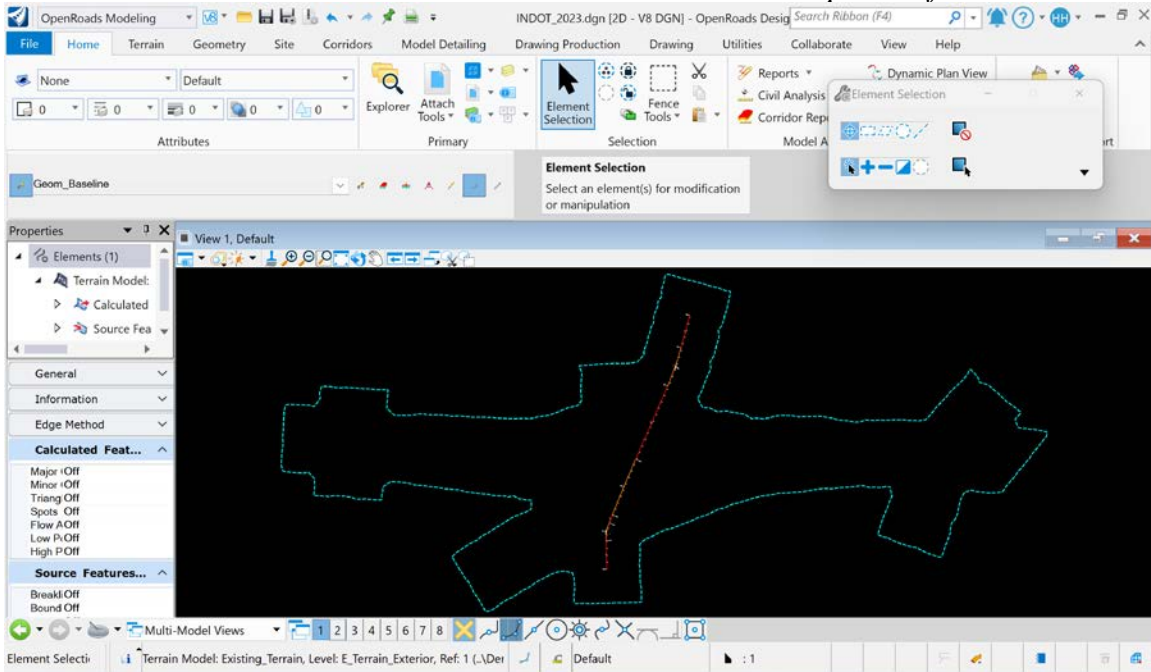 OpenRoads Modeling
INDOT_2023.dgn [2D - V8 DGN] - OpenRoads Desig
Search Ribbon (F4)
HH
File Home Terrain Geometry Site Corridors Model Detailing Drawing Production Drawing Utilities Collaborate View Help
None Default
0 0 0 0 0
Attributes
Explorer
Attach
Tools
Primary
Element
Selection
Fence
Tools
Selection
Reports
Civil Analysis
Corridor Rep
Model A
Dynamic Plan View
rt
Element Selection
Geom_Baseline
Element Selection
Select an element(s) for modification
or manipulation
Properties
Elements (1)
Terrain Model:
Calculated
Source Fea
General
Information
Edge Method
Calculated Feat...
Major Off
Minor Off
Triang Off
Spots Off
Flow A Off
Low P Off
High P Off
Source Features...
Breakli Off
Bound Off
View 1, Default
Multi-Model Views 1 2 3 4 5 6 7 8
Element Selecti Terrain Model: Existing_Terrain, Level: E_Terrain_Exterior, Ref: 1 (..\Der Default : 1